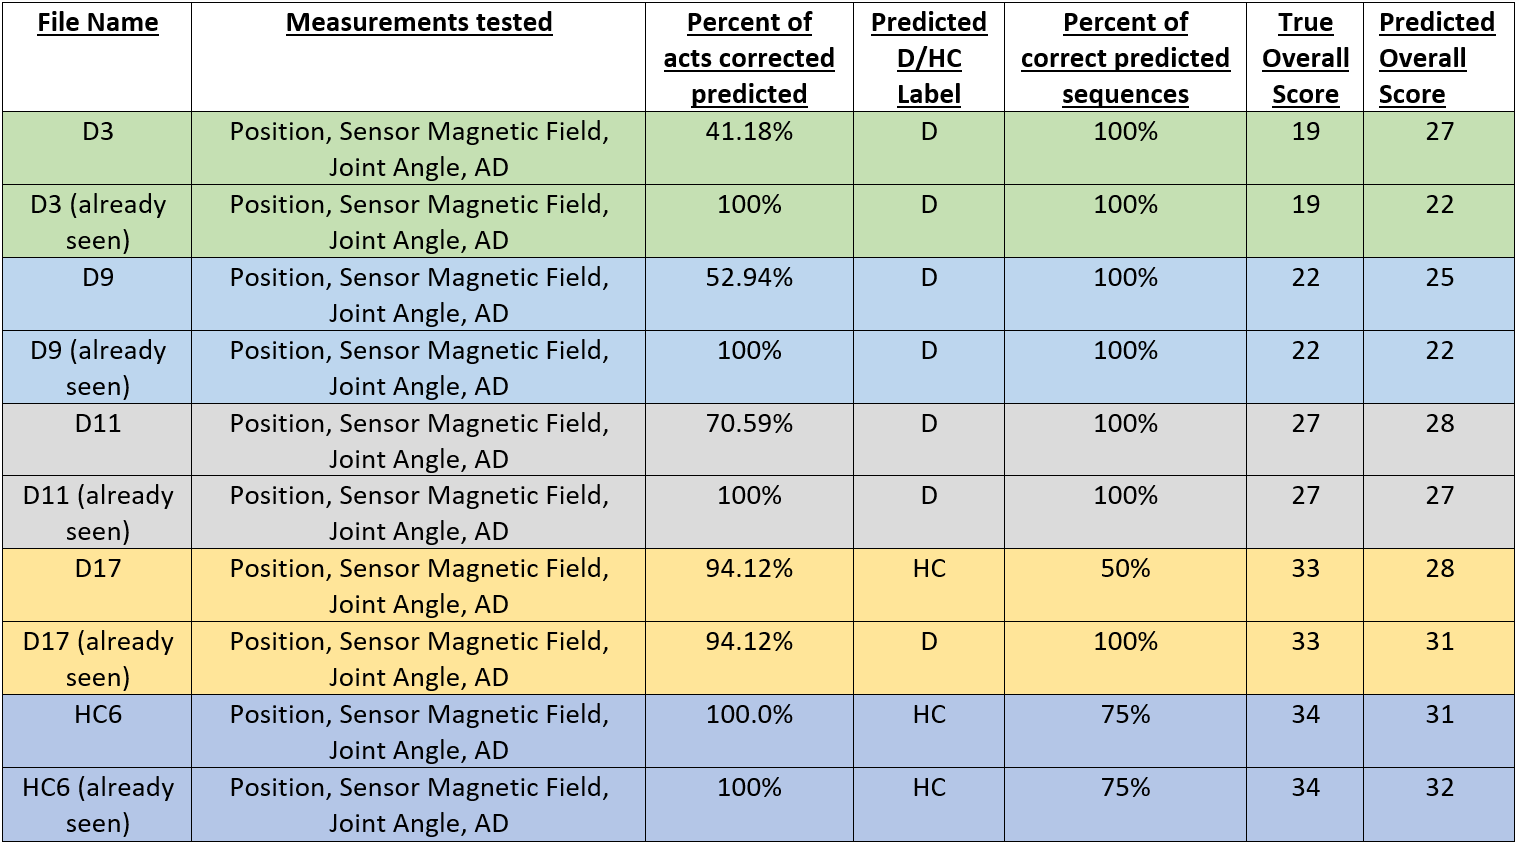 File Name Measurements tested Percent of acts corrected predicted Predicted D/HC Label Percent of correct predicted sequences True Overall Score Predicted Overall Score
D3 Position, Sensor Magnetic Field, 41.18% D 100% 19 27
Joint Angle, AD
D3 (already Position, Sensor Magnetic Field, 100% D 100% 19 22
seen) Joint Angle, AD
D9 Position, Sensor Magnetic Field, 52.94% D 100% 22 25
Joint Angle, AD
D9 (already Position, Sensor Magnetic Field, 100% D 100% 22 22
seen) Joint Angle, AD
D11 Position, Sensor Magnetic Field, 70.59% D 100% 27 28
Joint Angle, AD
D11 (already Position, Sensor Magnetic Field, 100% D 100% 27 27
seen) Joint Angle, AD
D17 Position, Sensor Magnetic Field, 94.12% HC 50% 33 28
Joint Angle, AD
D17 (already Position, Sensor Magnetic Field, 94.12% D 100% 33 31
seen) Joint Angle, AD
HC6 Position, Sensor Magnetic Field, 100.0% HC 75% 34 31
Joint Angle, AD
HC6 (already Position, Sensor Magnetic Field, 100% HC 75% 34 32
seen) Joint Angle, AD